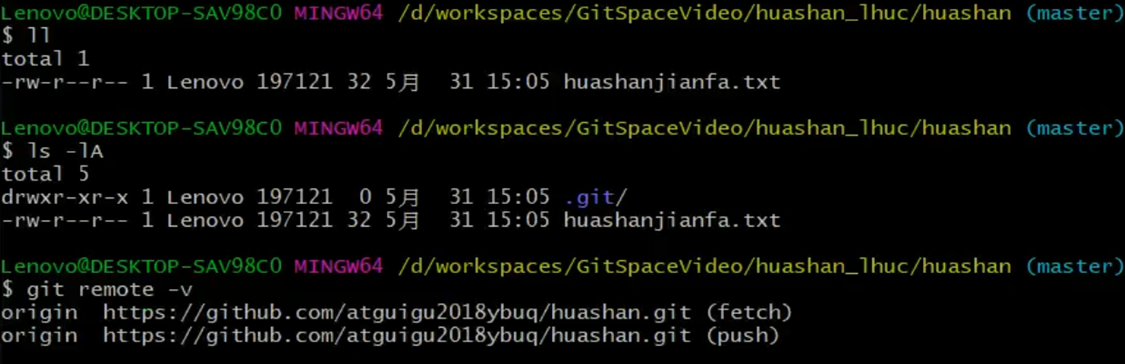 Lenovo@DESKTOP-SAV98C0 MINGW64 /d/workspaces/GitSpaceVideo/huashan_lhuc/huashan (master)
$ ll
total 1
-rw-r--r-- 1 Lenovo 197121 32 5月 31 15:05 huashanjianfa.txt
Lenovo@DESKTOP-SAV98C0 MINGW64 /d/workspaces/GitSpaceVideo/huashan_lhuc/huashan (master)
$ ls -lA
total 5
drwxr-xr-x 1 Lenovo 197121 0 5月 31 15:05 .git/
-rw-r--r-- 1 Lenovo 197121 32 5月 31 15:05 huashanjianfa.txt
Lenovo@DESKTOP-SAV98C0 MINGW64 /d/workspaces/GitSpaceVideo/huashan_lhuc/huashan (master)
$ git remote -v
origin https://github.com/atguigu2018ybuq/huashan.git (fetch)
origin https://github.com/atguigu2018ybuq/huashan.git (push)